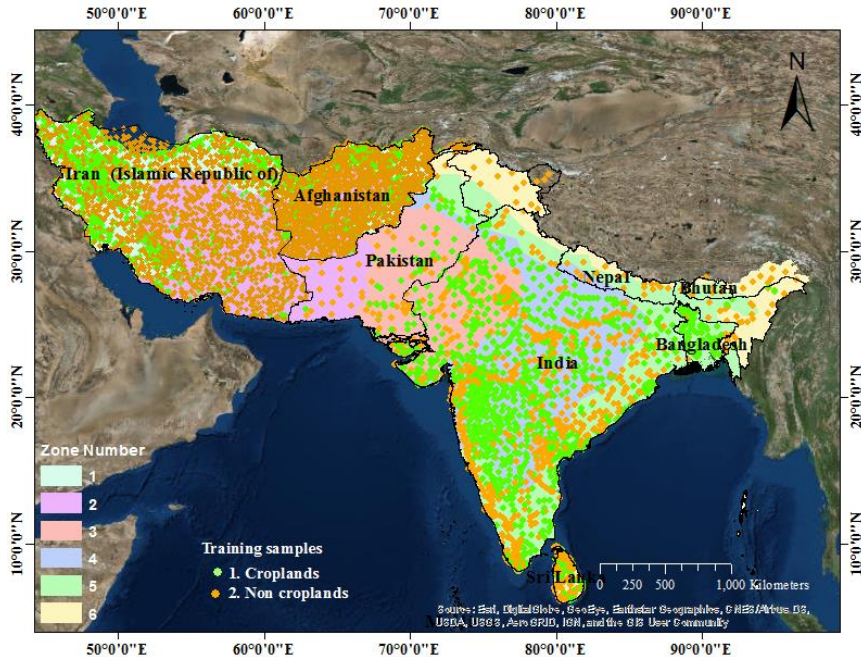 50°0'0"E 60°0'0"E 70°0'0"E 80°0'0"E 90°0'0"E
N
40°0'0"N 40°0'0"N
Iran (Islamic Republic of)
Afghanistan
30°0'0"N 30°0'0"N
Pakistan
Nepal
Bhutan
Bangladesh
India
20°0'0"N 20°0'0"N
Zone Number
1
2
3
4
5
6
Training samples
1. Croplands
2. Non croplands
10°0'0"N 10°0'0"N
Sri Lanka
0 250 500 1,000 Kilometers
Source: Esri, DigitalGlobe, GeoEye, Earthstar Geographics, CNES/Airbus DS,
USDA, USGS, AeroGRID, IGN, and the GIS User Community
50°0'0"E 60°0'0"E 70°0'0"E 80°0'0"E 90°0'0"E